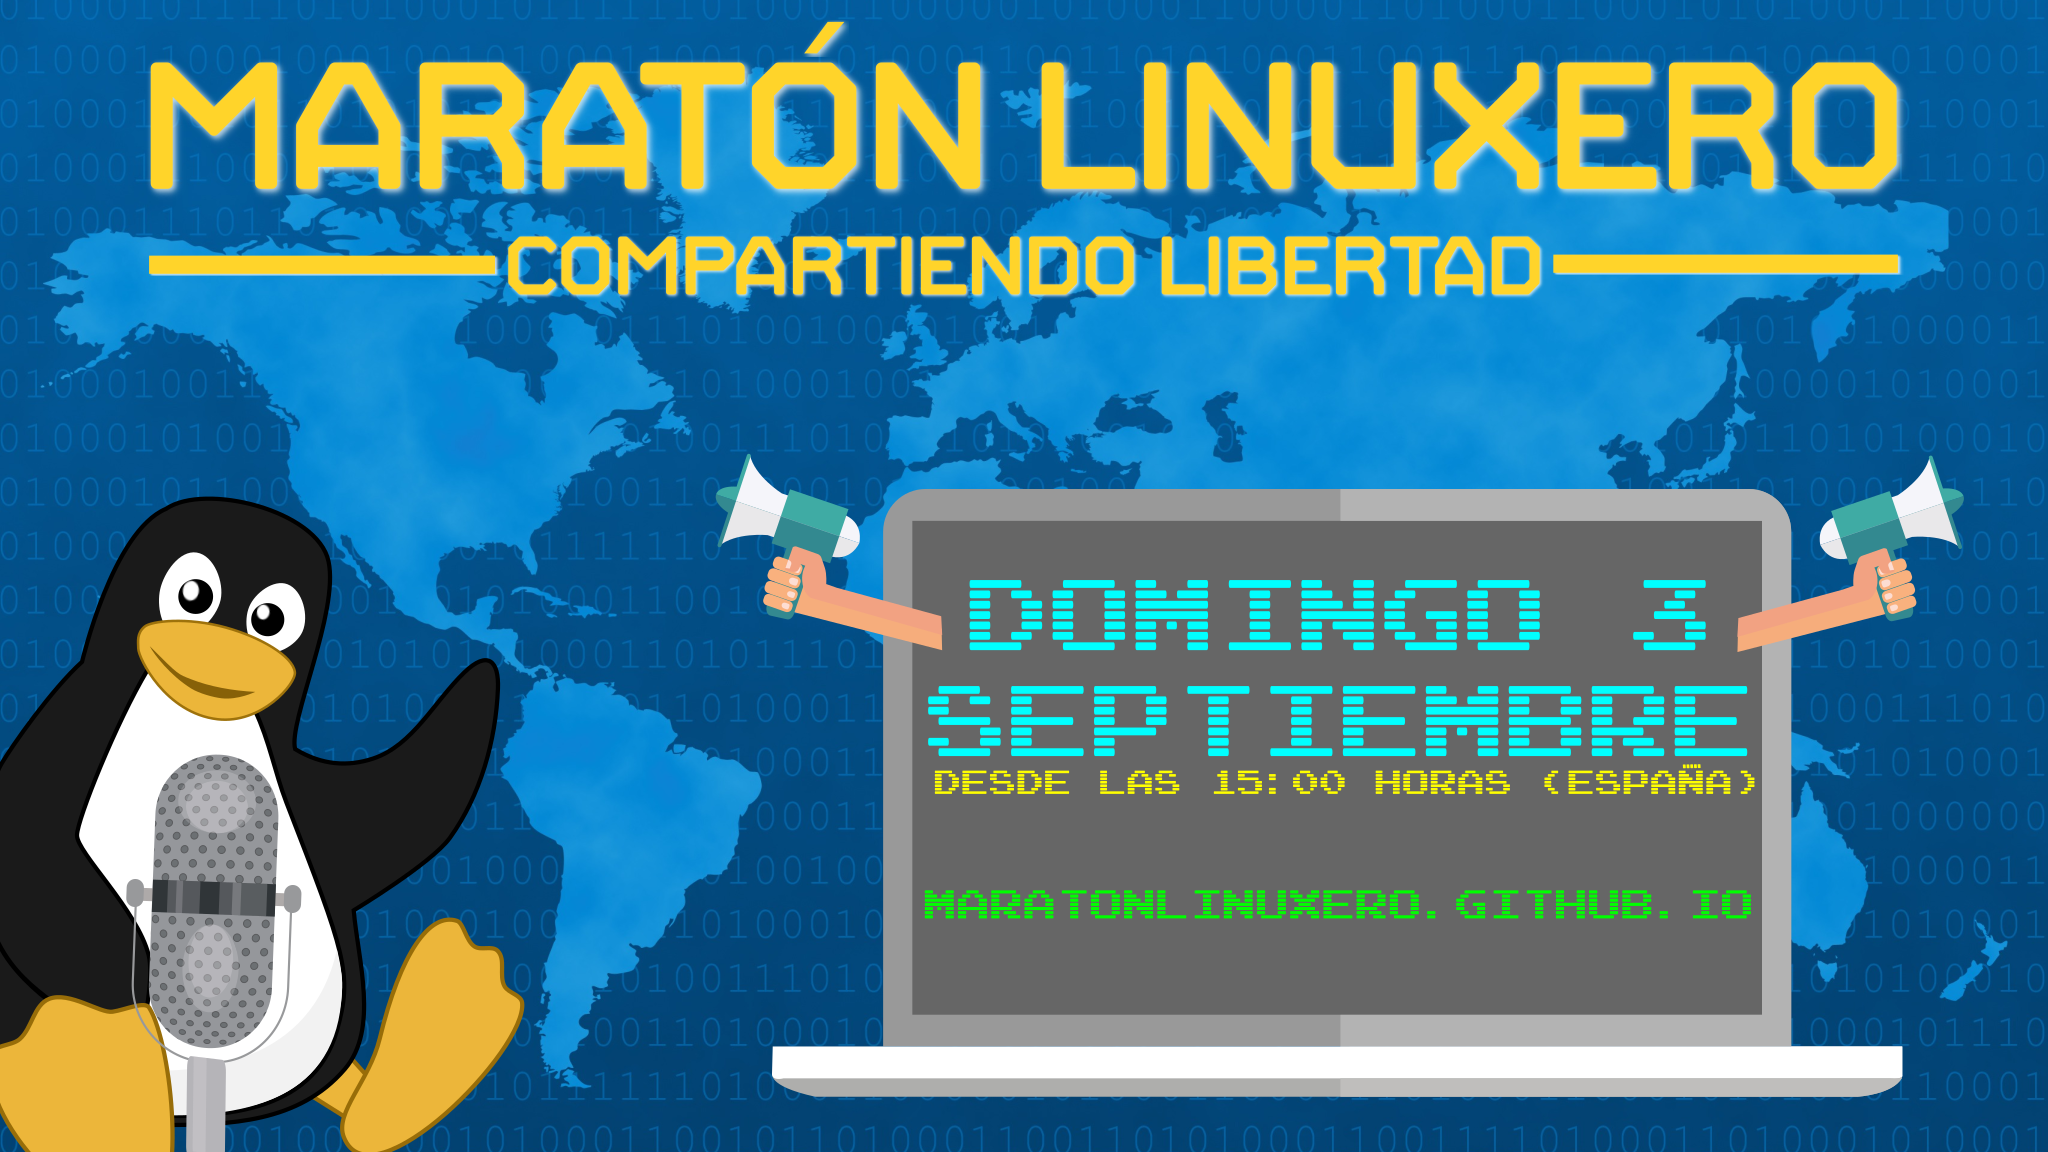 MARATÓN LINUXERO
COMPARTIENDO LIBERTAD
DOMINGO 3
SEPTIEMBRE
DESDE LAS 15:00 HORAS (ESPAÑA)
MARATONLINUXERO.GITHUB.IO